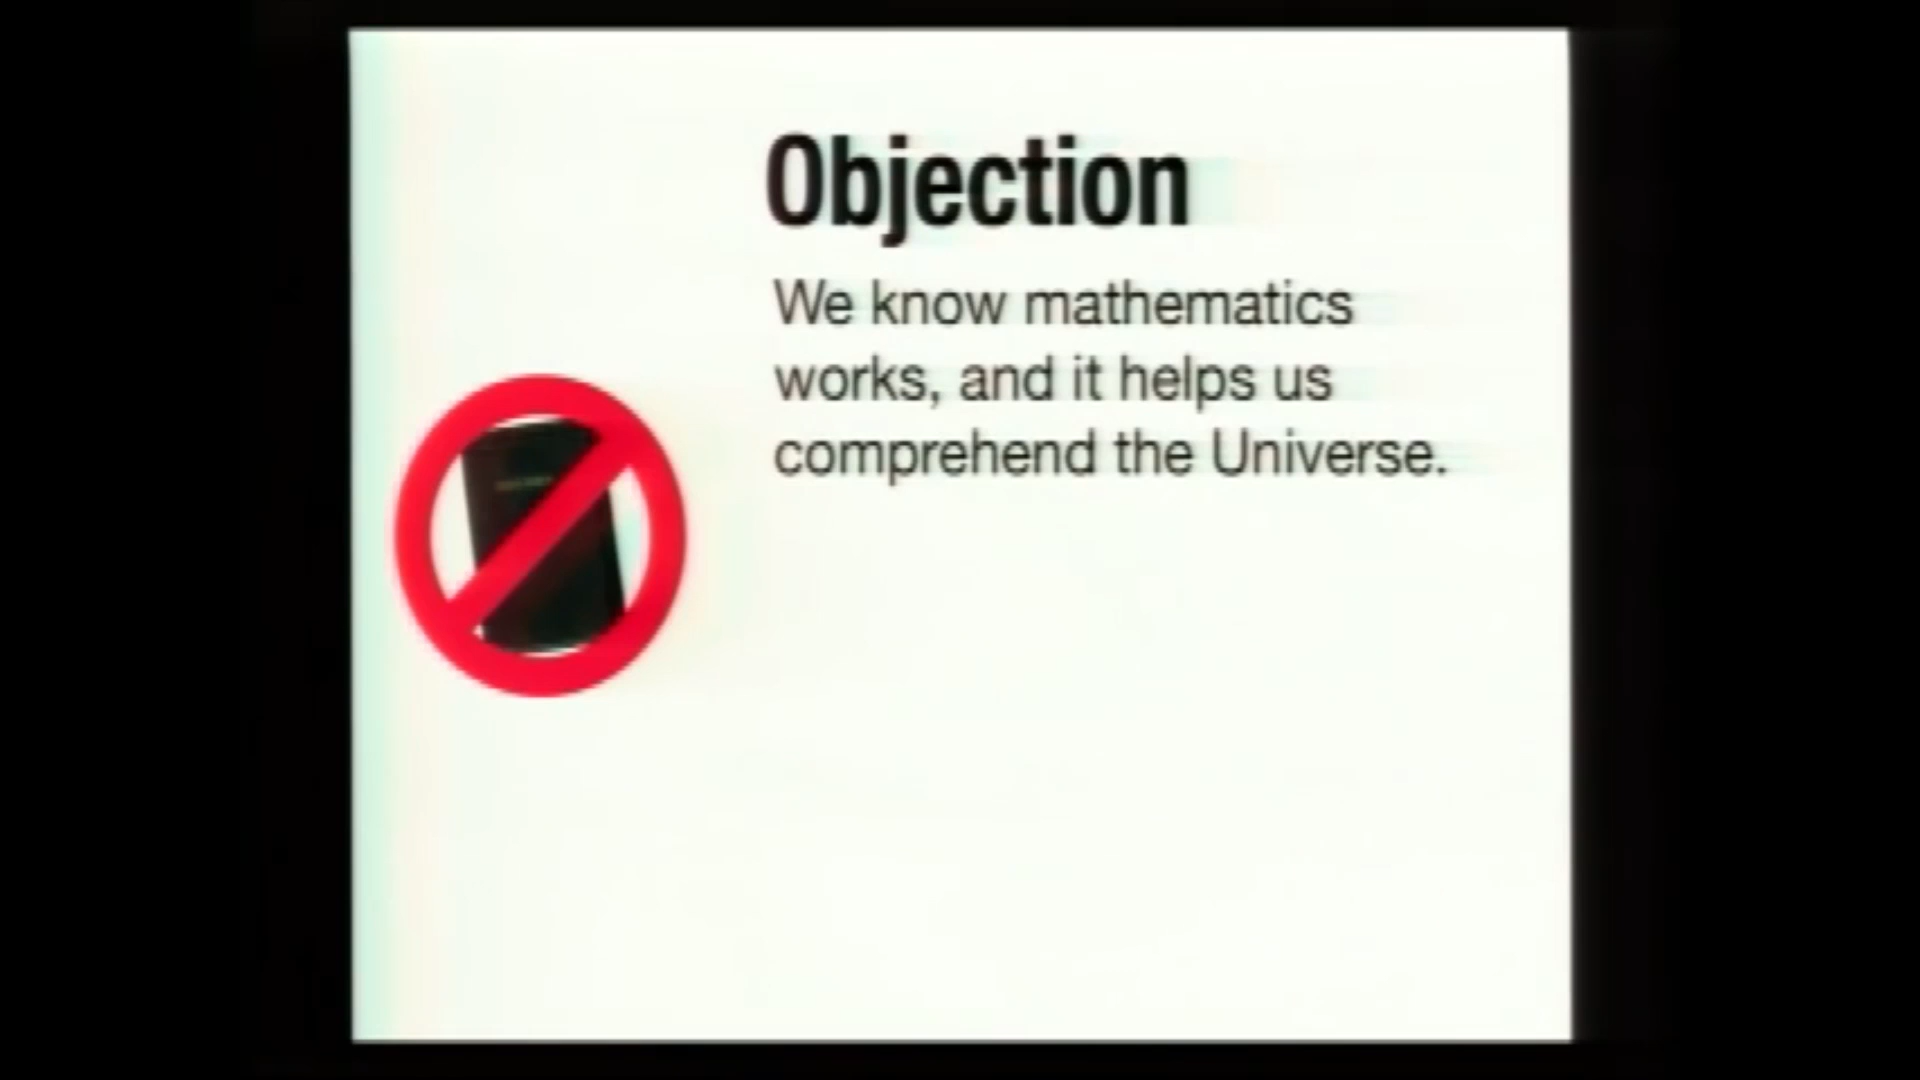 Objection
We know mathematics
works, and it helps us
comprehend the Universe.